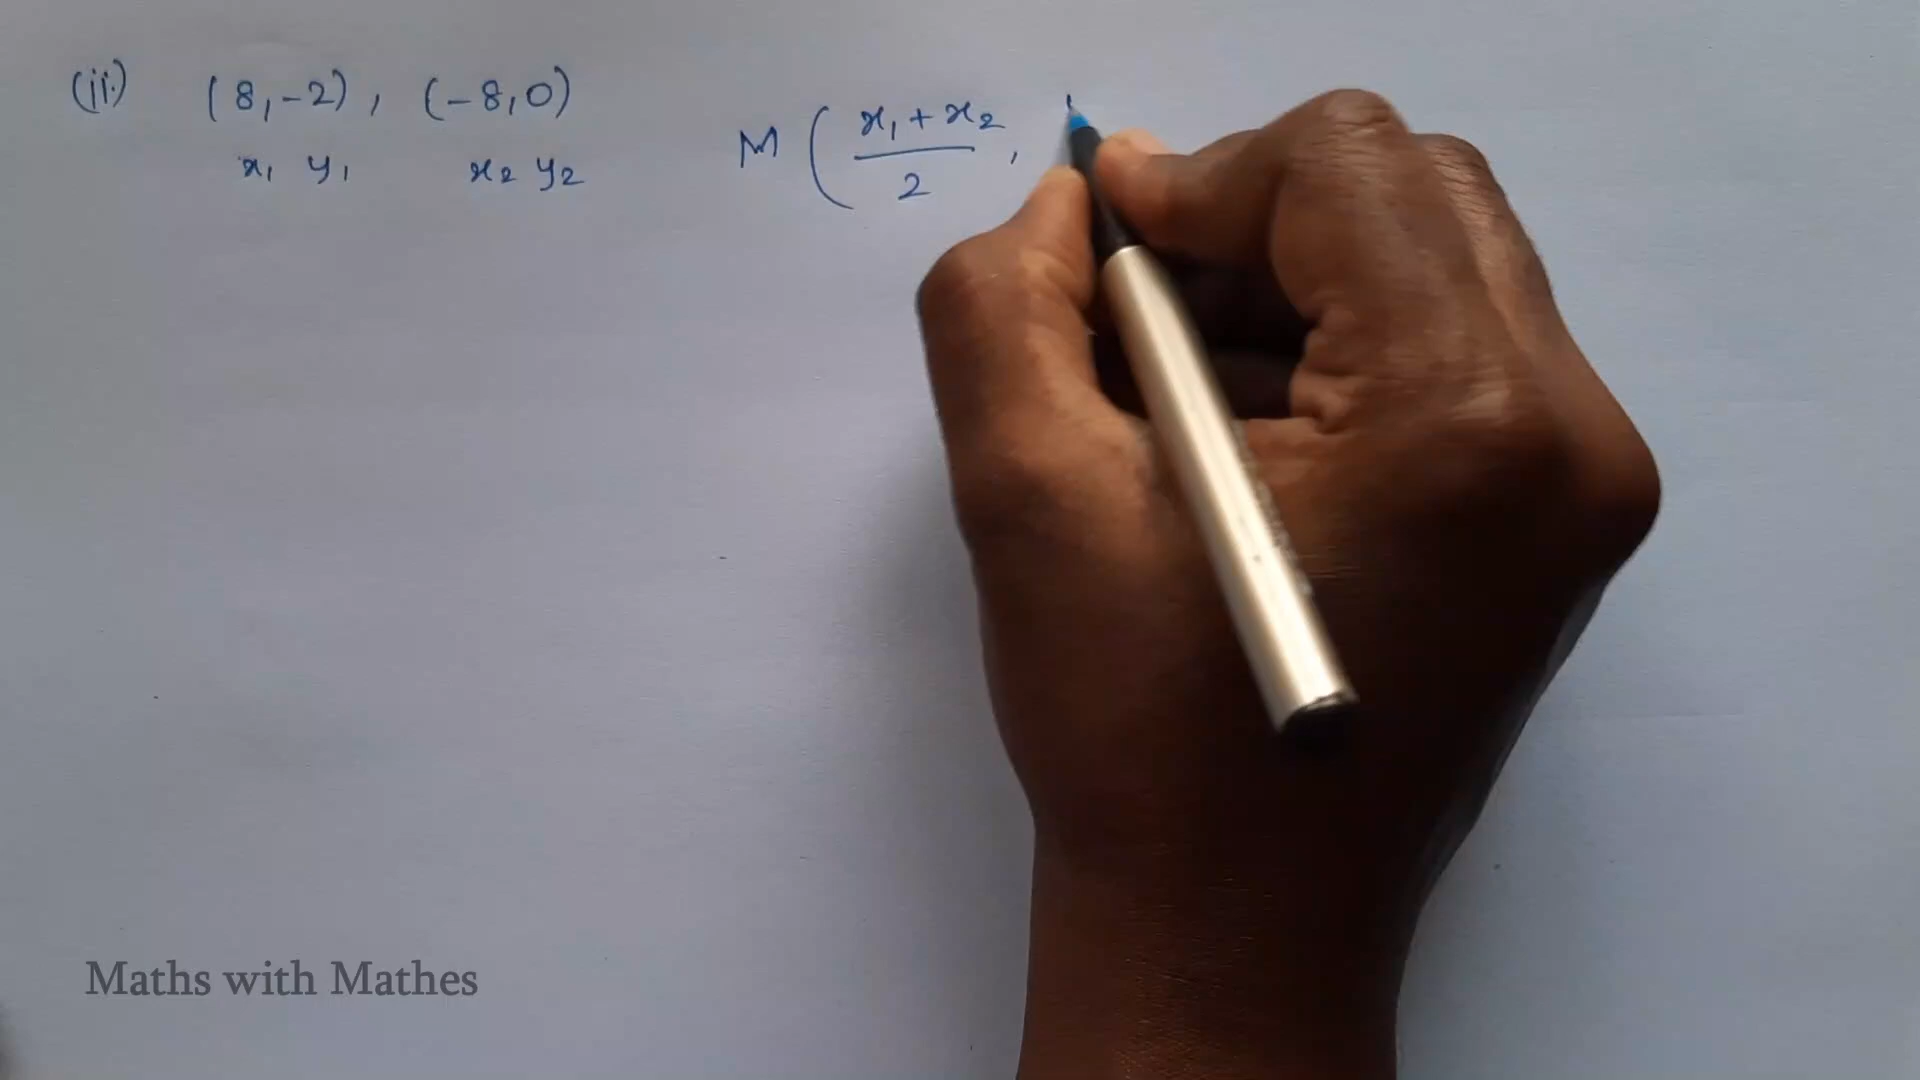 (ii) (8,-2), (-8,0)
x₁ y₁ x₂ y₂
M ( x₁ + x₂ / 2 ,
Maths with Mathes